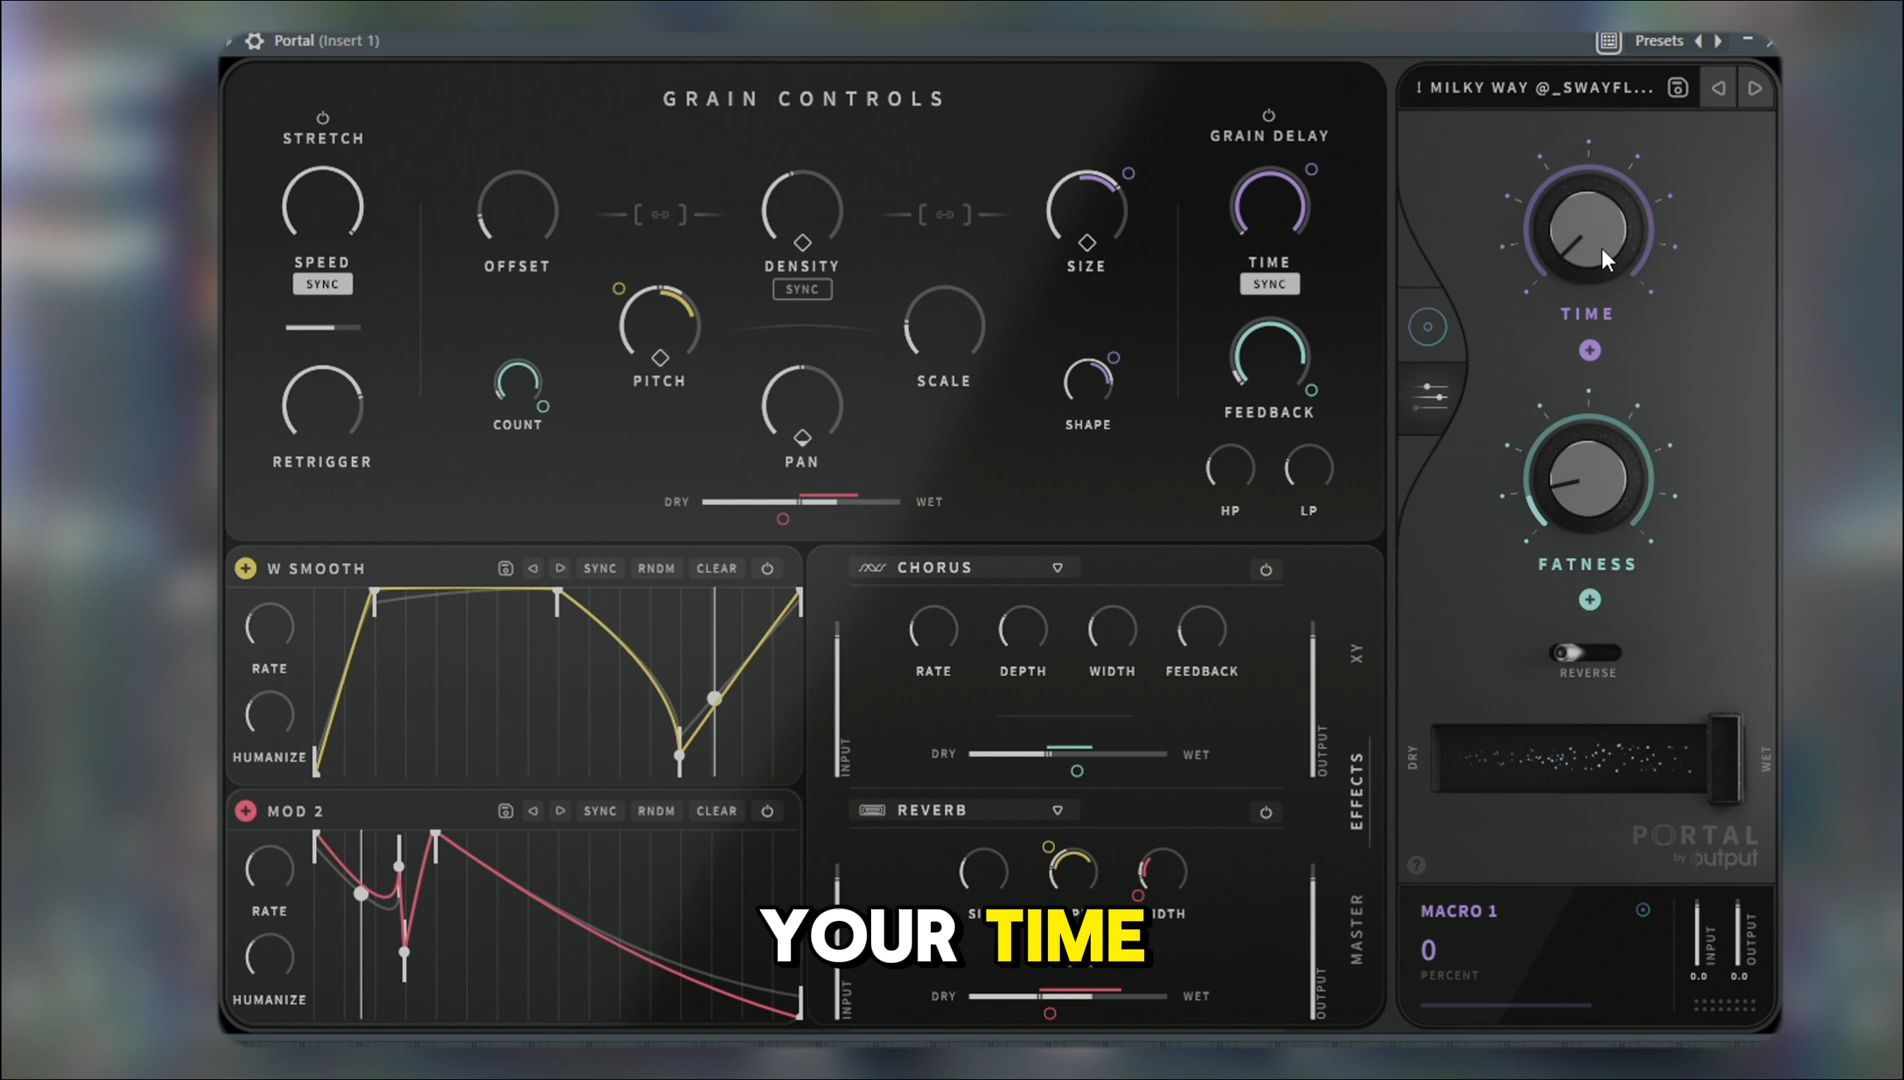 Portal (Insert 1)
Presets
GRAIN CONTROLS
! MILKY WAY @_SWAYFL...
STRETCH
GRAIN DELAY
SPEED
SYNC
OFFSET
DENSITY
SYNC
SIZE
TIME
SYNC
TIME
PITCH
SCALE
COUNT
SHAPE
FEEDBACK
RETRIGGER
PAN
DRY
WET
HP
LP
FATNESS
REVERSE
W SMOOTH
SYNC
RNDM
CLEAR
RATE
HUMANIZE
CHORUS
RATE
DEPTH
WIDTH
FEEDBACK
INPUT
DRY
WET
OUTPUT
XY
EFFECTS
MASTER
DRY
WET
PORTAL
by output
MOD 2
SYNC
RNDM
CLEAR
RATE
HUMANIZE
REVERB
INPUT
DRY
WET
OUTPUT
YOUR TIME
MACRO 1
0
PERCENT
INPUT
OUTPUT
0.0
0.0
?